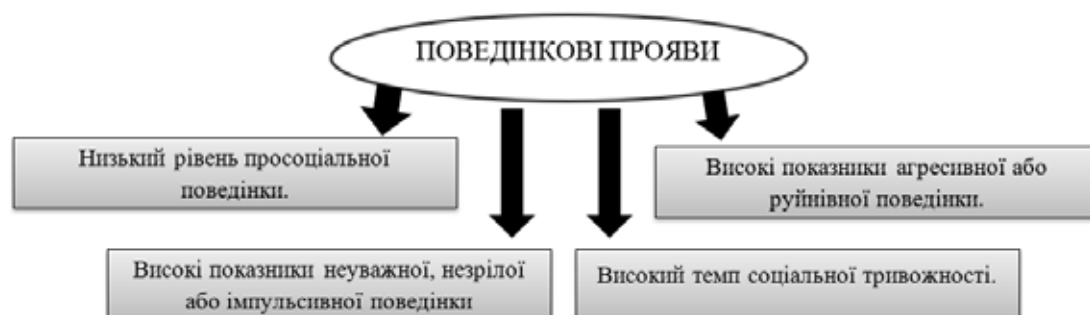 ПОВЕДІНКОВІ ПРОЯВИ
Низький рівень просоціальної
поведінки.
Високі показники агресивної або
руйнівної поведінки.
Високі показники неуважної, незрілої
або імпульсивної поведінки
Високий темп соціальної тривожності.